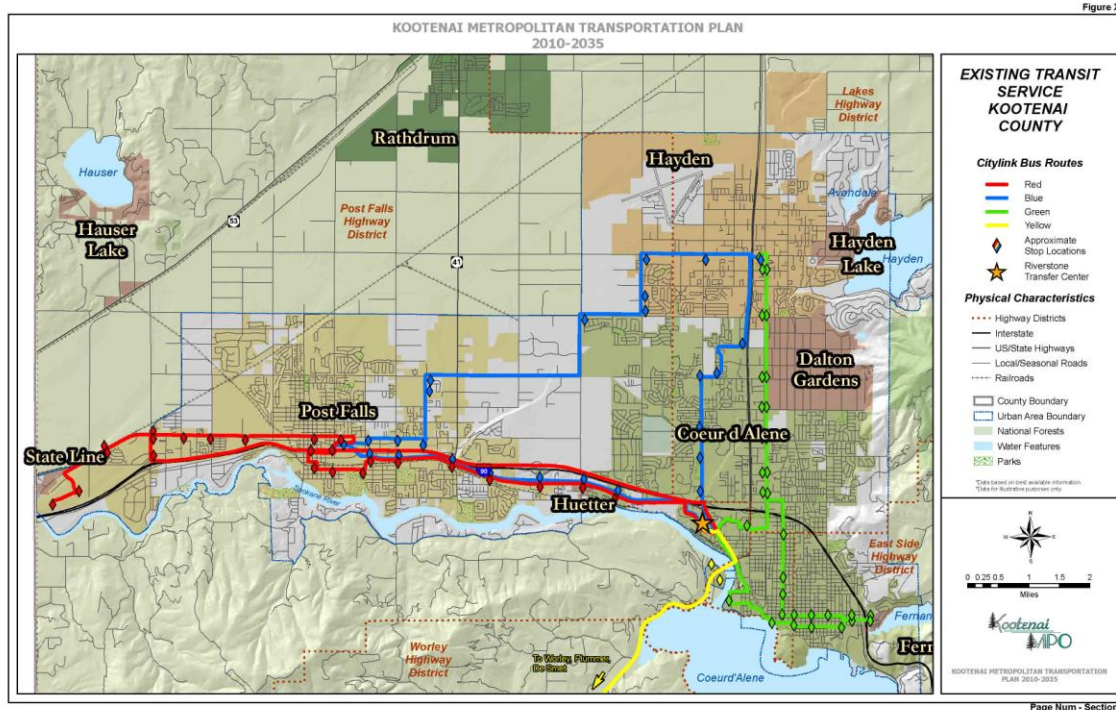 Figure X
KOOTENAI METROPOLITAN TRANSPORTATION PLAN
2010-2035
EXISTING TRANSIT
SERVICE
KOOTENAI
COUNTY
Citylink Bus Routes
Red
Blue
Green
Yellow
Approximate
Stop Locations
Riverstone
Transfer Center
Physical Characteristics
Highway Districts
Interstate
US/State Highways
Local/Seasonal Roads
Railroads
County Boundary
Urban Area Boundary
National Forests
Water Features
Parks
*Data based on best available information.
*Data for illustrative purposes only.
N
W
E
S
0 0.25 0.5 1 1.5 2
Miles
Kootenai
MPO
KOOTENAI METROPOLITAN TRANSPORTATION
PLAN 2010-2035
Lakes
Highway
District
Rathdrum
Hayden
Hauser
Avondale
Post Falls
Highway
District
53
41
Hauser
Lake
Hayden
Lake
Hayden
Dalton
Gardens
Post Falls
Coeur d Alene
State Line
90
Spokane River
Huetter
East Side
Highway
District
Fernan
Fern
Worley
Highway
District
To Worley, Plummer,
De Smet
Coeurd'Alene
Page Num - Section